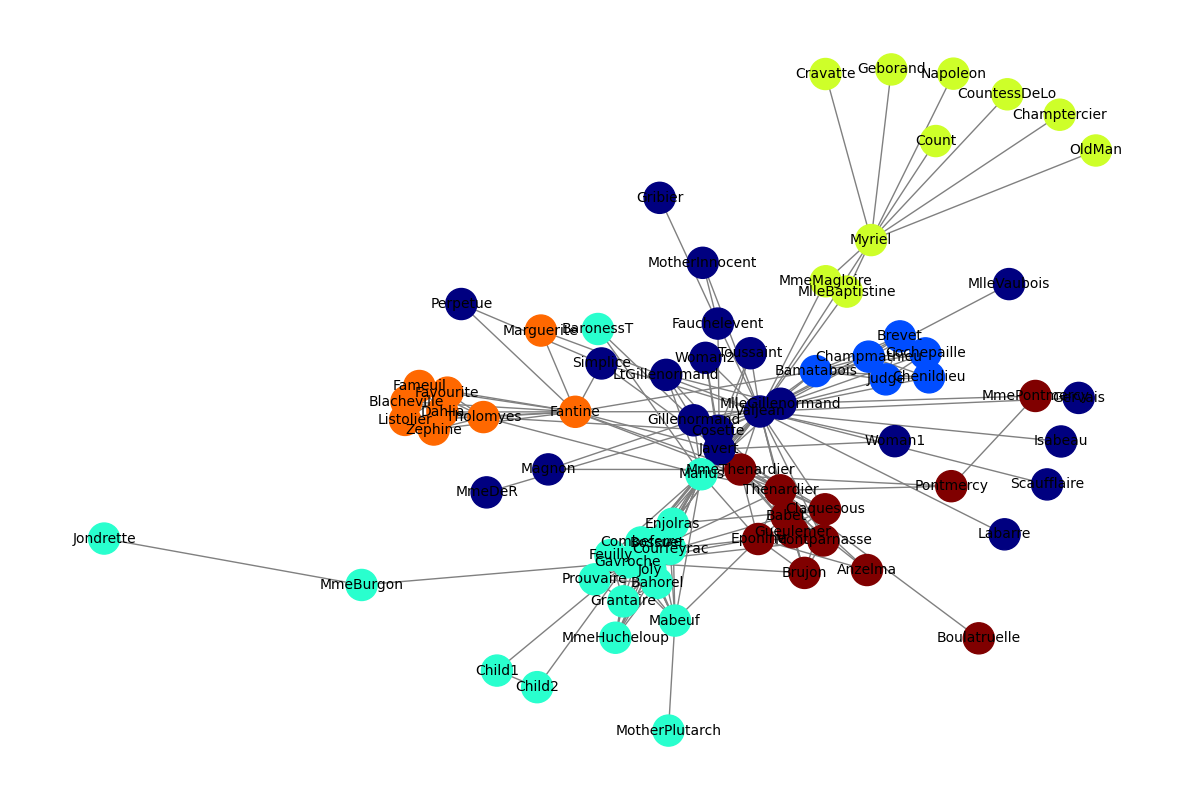 Cravatte
Geborand
Napoleon
CountessDeLo
Champtercier
Count
OldMan
Gribier
Myriel
MotherInnocent
MmeMagloire
MlleBaptistine
MlleVaubois
Perpetue
Marguerite
BaronessT
Fauchelevent
Brevet
Simplice
Woman2
Toussaint
Champmathieu
Cochepaille
LtGillenormand
Bamatabois
Judge
Chenildieu
Fameuil
Favourite
Blacheville
Dahlia
Listolier
Zephine
Tholomyes
Fantine
MlleGillenormand
Valjean
MmePontmercy
Gervais
Gillenormand
Cosette
Javert
Woman1
Isabeau
Magnon
MmeDeR
Marius
MmeThenardier
Thenardier
Pontmercy
Scaufflaire
Claquesous
Babet
Gueulemer
Montparnasse
Eponine
Labarre
Jondrette
Enjolras
Combeferre
Bossuet
Courfeyrac
Feuilly
Gavroche
Joly
Prouvaire
Bahorel
MmeBurgon
Brujon
Anzelma
Grantaire
Mabeuf
MmeHucheloup
Boulatruelle
Child1
Child2
MotherPlutarch